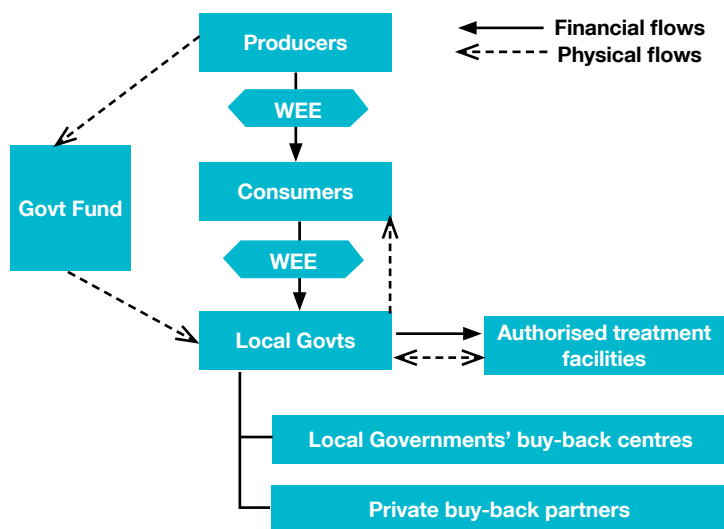 Producers
Financial flows
Physical flows
WEE
Govt Fund
Consumers
WEE
Local Govts
Authorised treatment
facilities
Local Governments' buy-back centres
Private buy-back partners